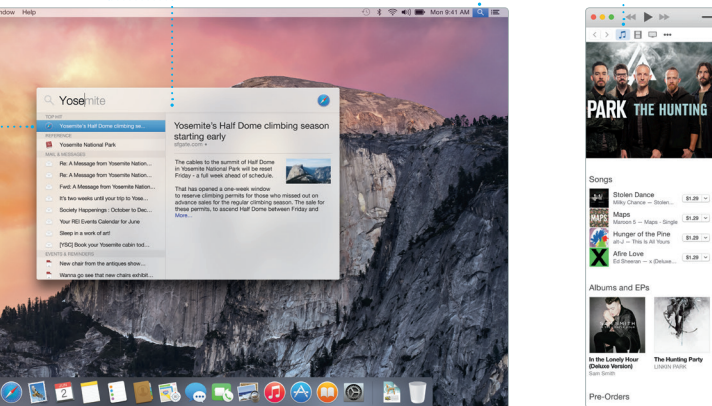 ndow Help
Mon 9:41 AM
Yosemite
TOP HIT
Yosemite's Half Dome climbing se...
REFERENCE
Yosemite National Park
MAIL & MESSAGES
Re: A Message from Yosemite Nation...
Re: A Message from Yosemite Nation...
Fwd: A Message from Yosemite Nation...
It's two weeks until your trip to Yose...
Society Happenings : October to Dec...
Your REI Events Calendar for June
Sleep in a work of art!
[YSC] Book your Yosemite cabin tod...
EVENTS & REMINDERS
New chair from the antiques show...
Wanna go see that new chairs exhibit...
Yosemite's Half Dome climbing season
starting early
sfgate.com
The cables to the summit of Half Dome
in Yosemite National Park will be reset
Friday - a full week ahead of schedule.
That has opened a one-week window
to reserve climbing permits for those who missed out on
advance sales for the regular climbing season. The sale for
these permits, to ascend Half Dome between Friday and
More...
2
PARK THE HUNTING
Songs
Stolen Dance
Milky Chance — Stolen...
$1.29
MAPS
Maps
Maroon 5 — Maps - Single
$1.29
Hunger of the Pine
alt-J — This Is All Yours
$1.29
Afire Love
Ed Sheeran — x (Deluxe...
$1.29
Albums and EPs
SAM SMITH
In the Lonely Hour
(Deluxe Version)
Sam Smith
The Hunting Party
LINKIN PARK
Pre-Orders